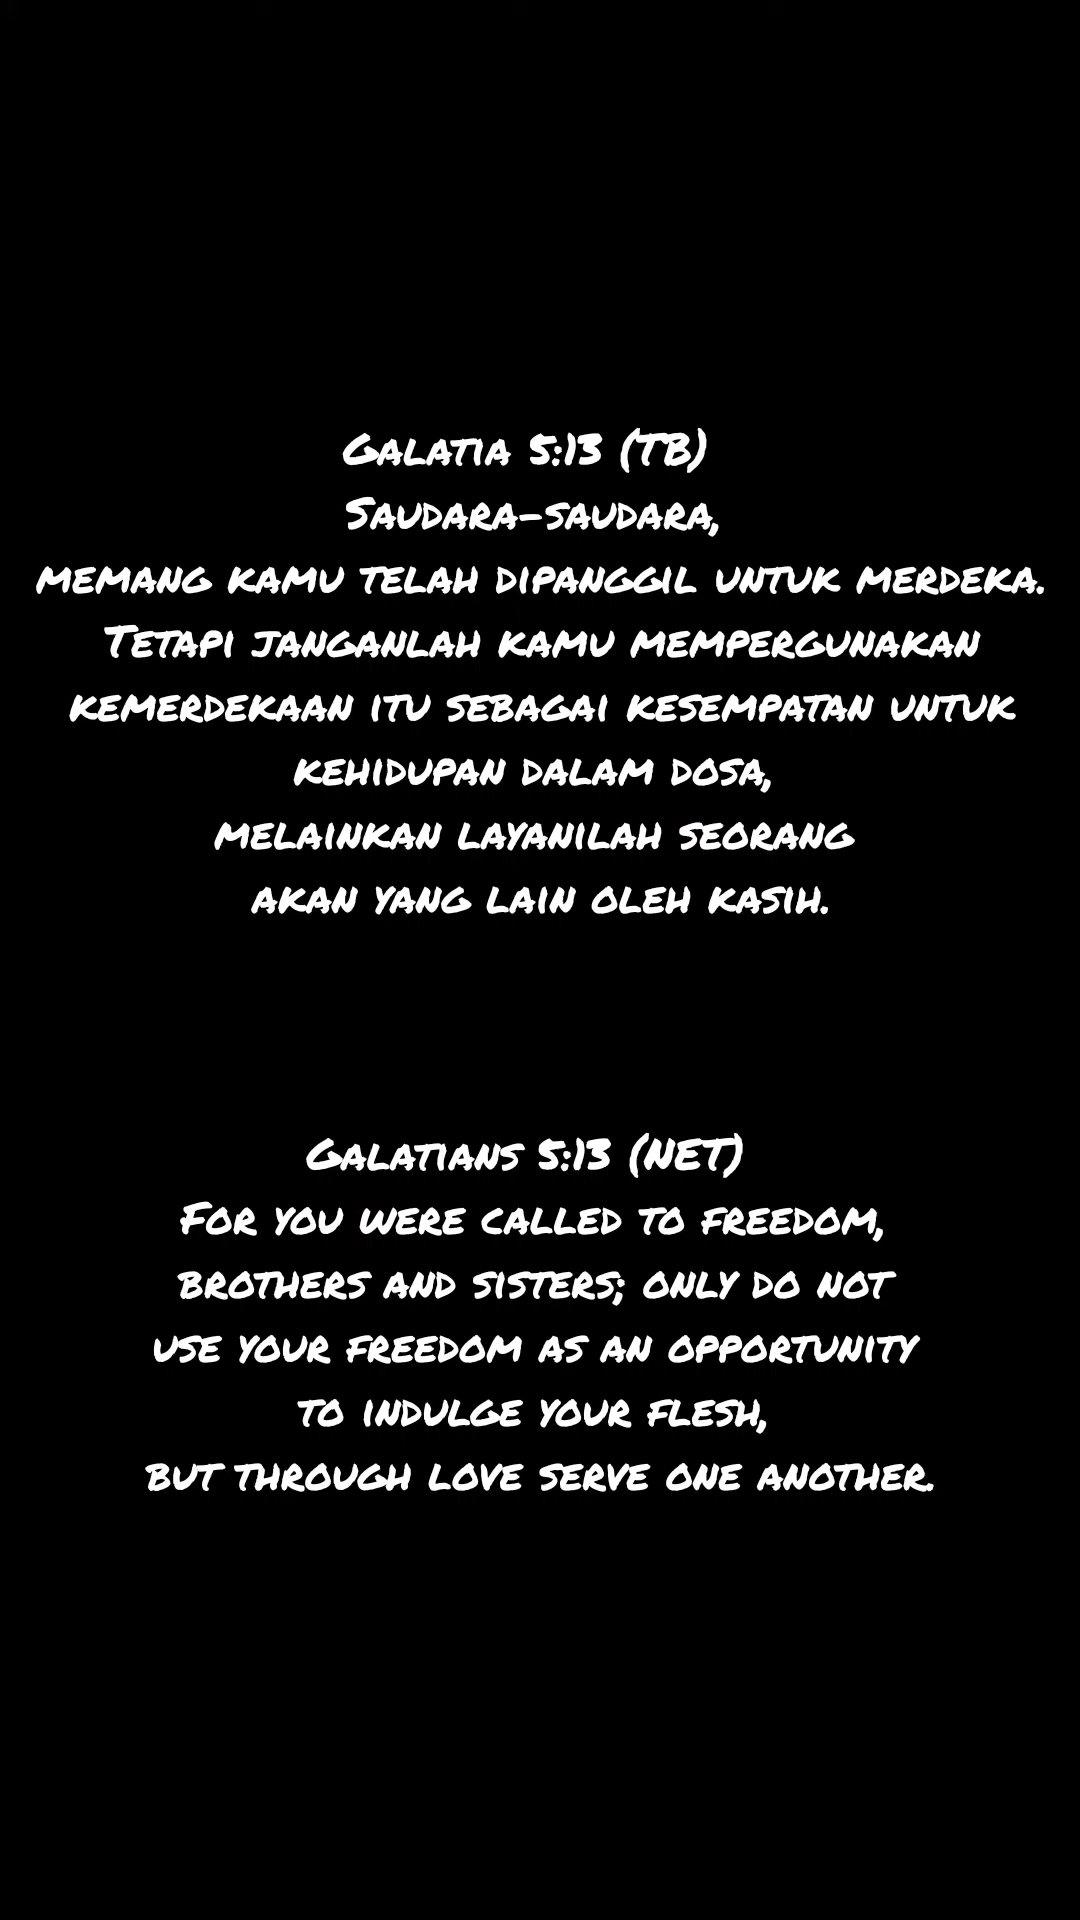 Galatia 5:13 (TB)
Saudara-saudara,
memang kamu telah dipanggil untuk merdeka.
Tetapi janganlah kamu mempergunakan
kemerdekaan itu sebagai kesempatan untuk
kehidupan dalam dosa,
melainkan layanilah seorang
akan yang lain oleh kasih.
Galatians 5:13 (NET)
For you were called to freedom,
brothers and sisters; only do not
use your freedom as an opportunity
to indulge your flesh,
but through love serve one another.